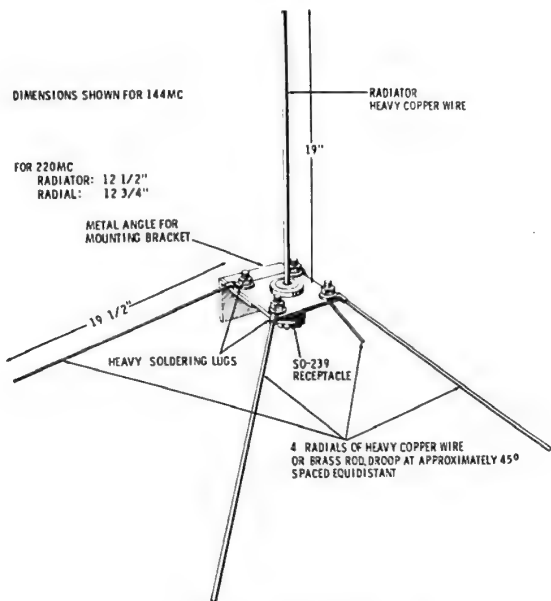 DIMENSIONS SHOWN FOR 144MC
RADIATOR
HEAVY COPPER WIRE
19"
FOR 220MC
RADIATOR: 12 1/2"
RADIAL: 12 3/4"
METAL ANGLE FOR
MOUNTING BRACKET
19 1/2"
HEAVY SOLDERING LUGS
SO-239
RECEPTACLE
4 RADIALS OF HEAVY COPPER WIRE
OR BRASS ROD, DROOP AT APPROXIMATELY 45°
SPACED EQUIDISTANT